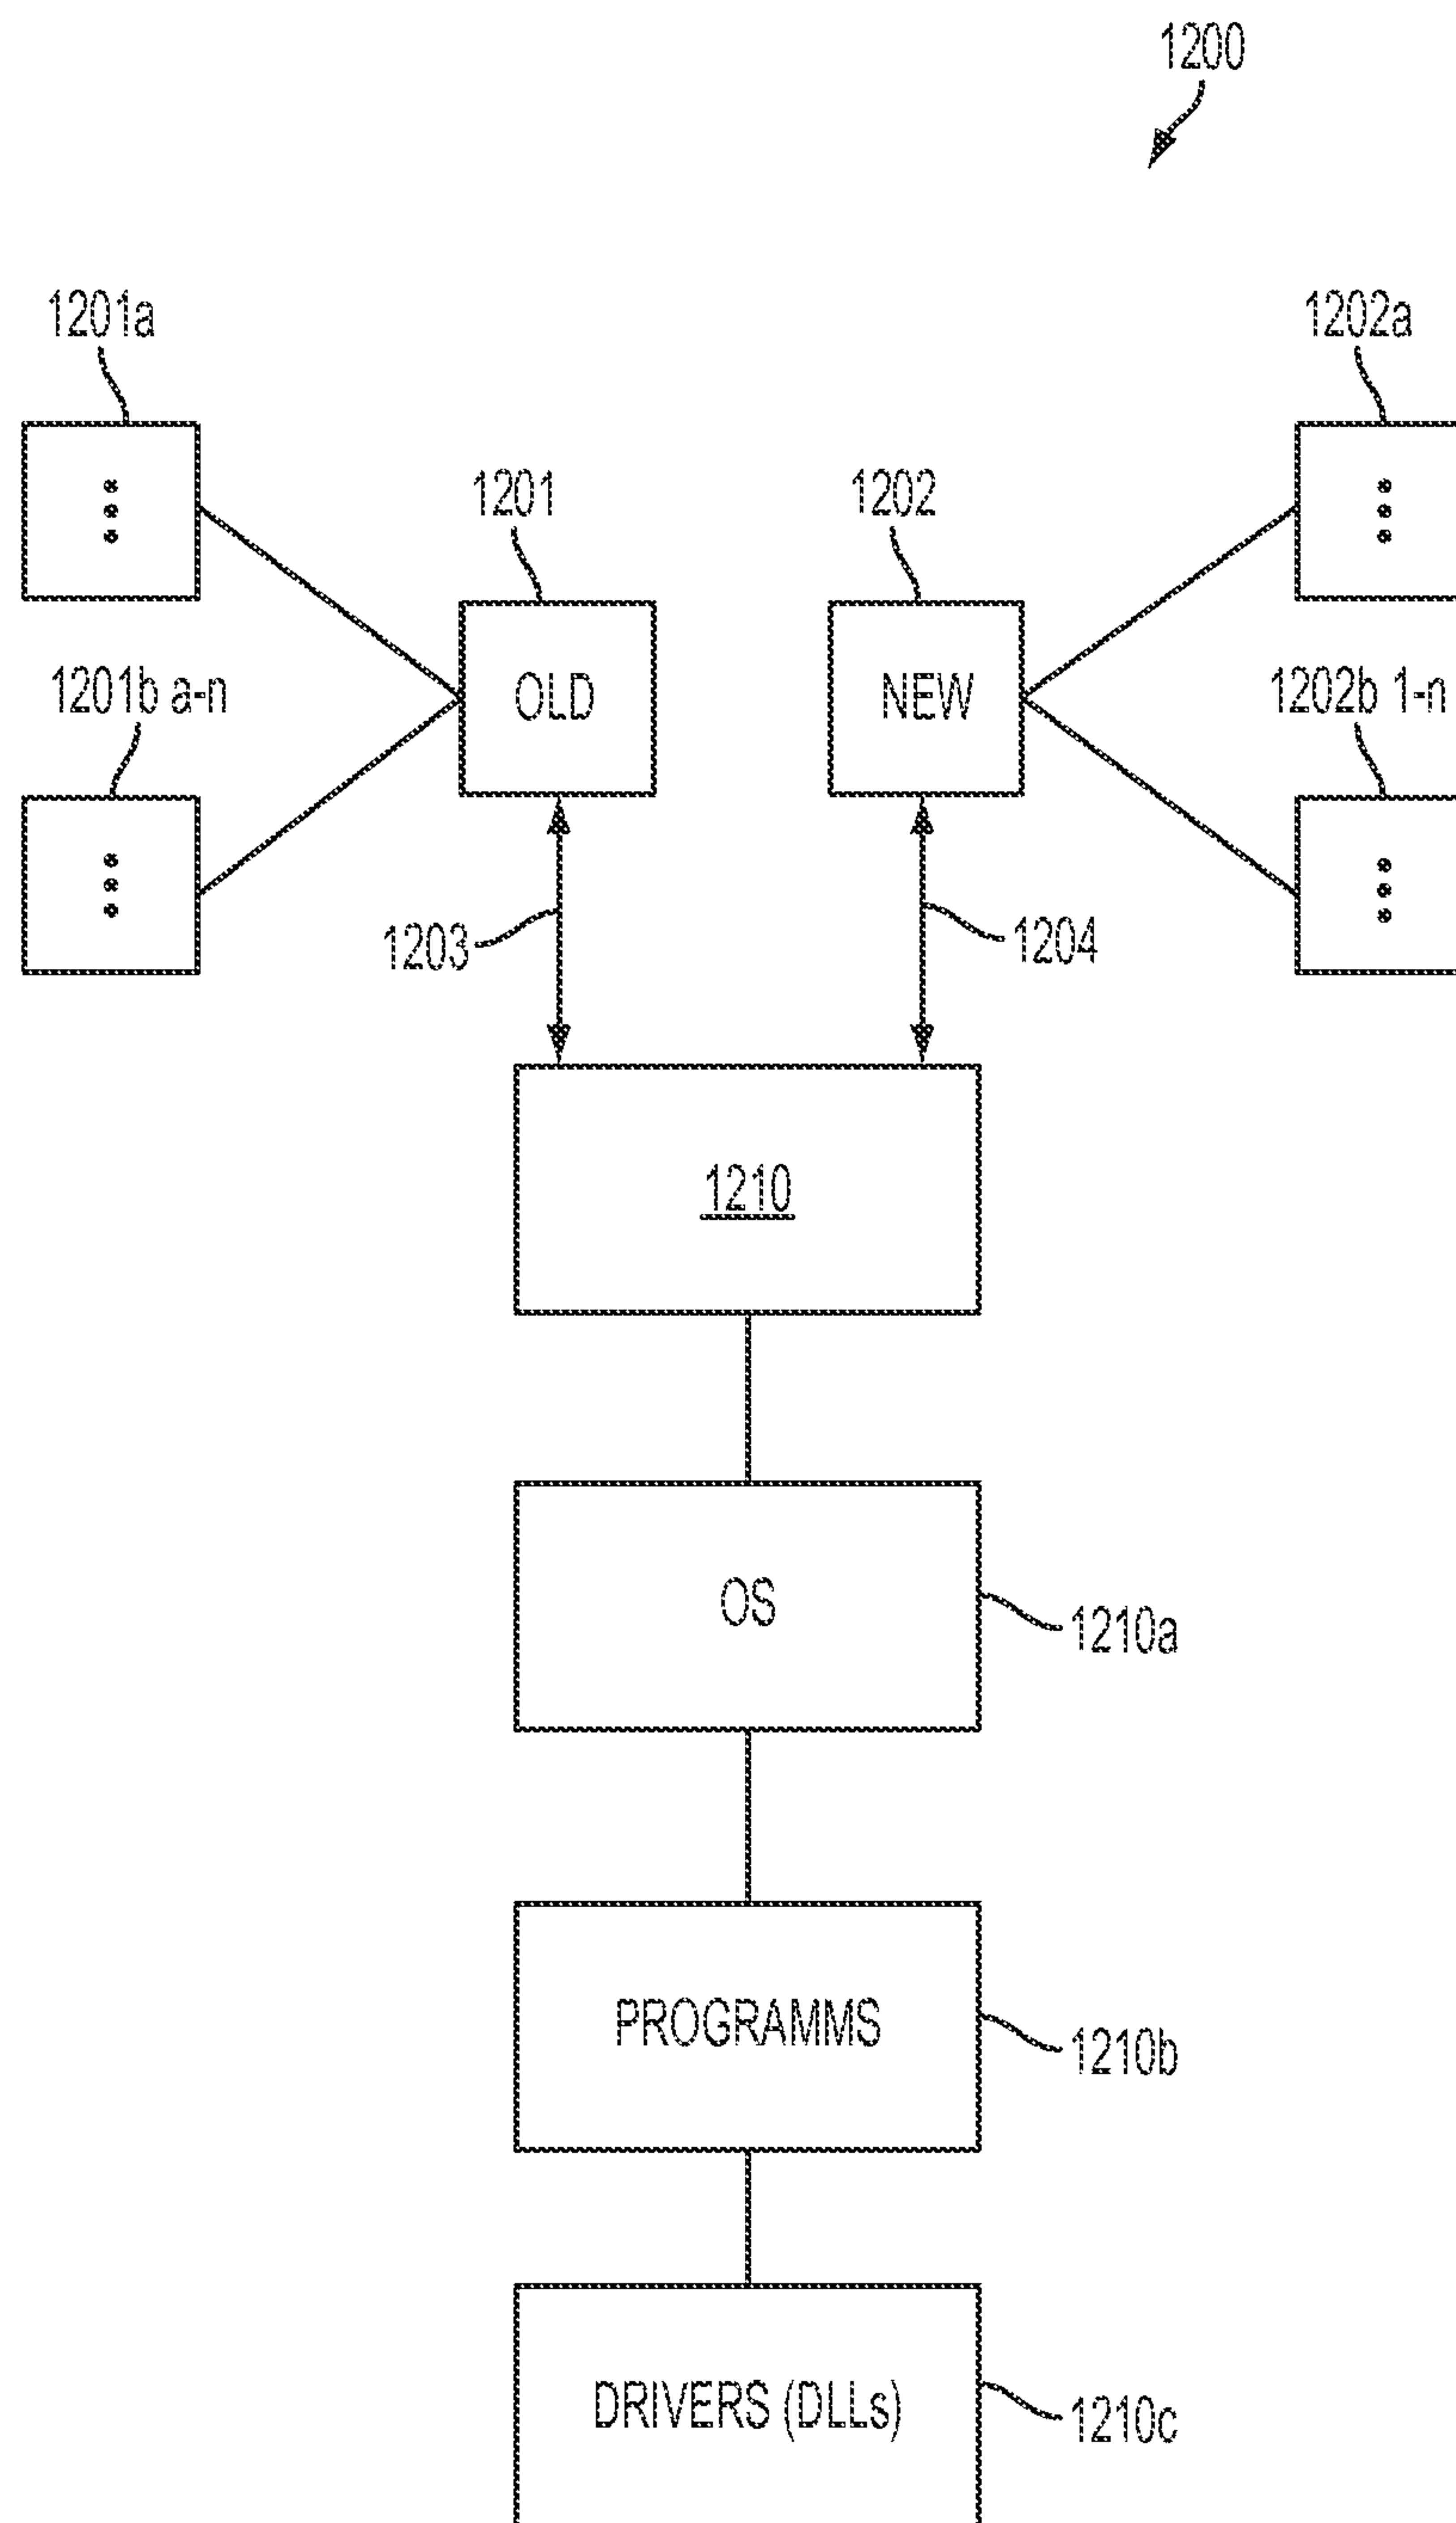 1200
1201a
1202a
1201
1202
1201b a-n
OLD
NEW
1202b 1-n
1203
1204
1210
OS
1210a
PROGRAMMS
1210b
DRIVERS (DLLs)
1210c